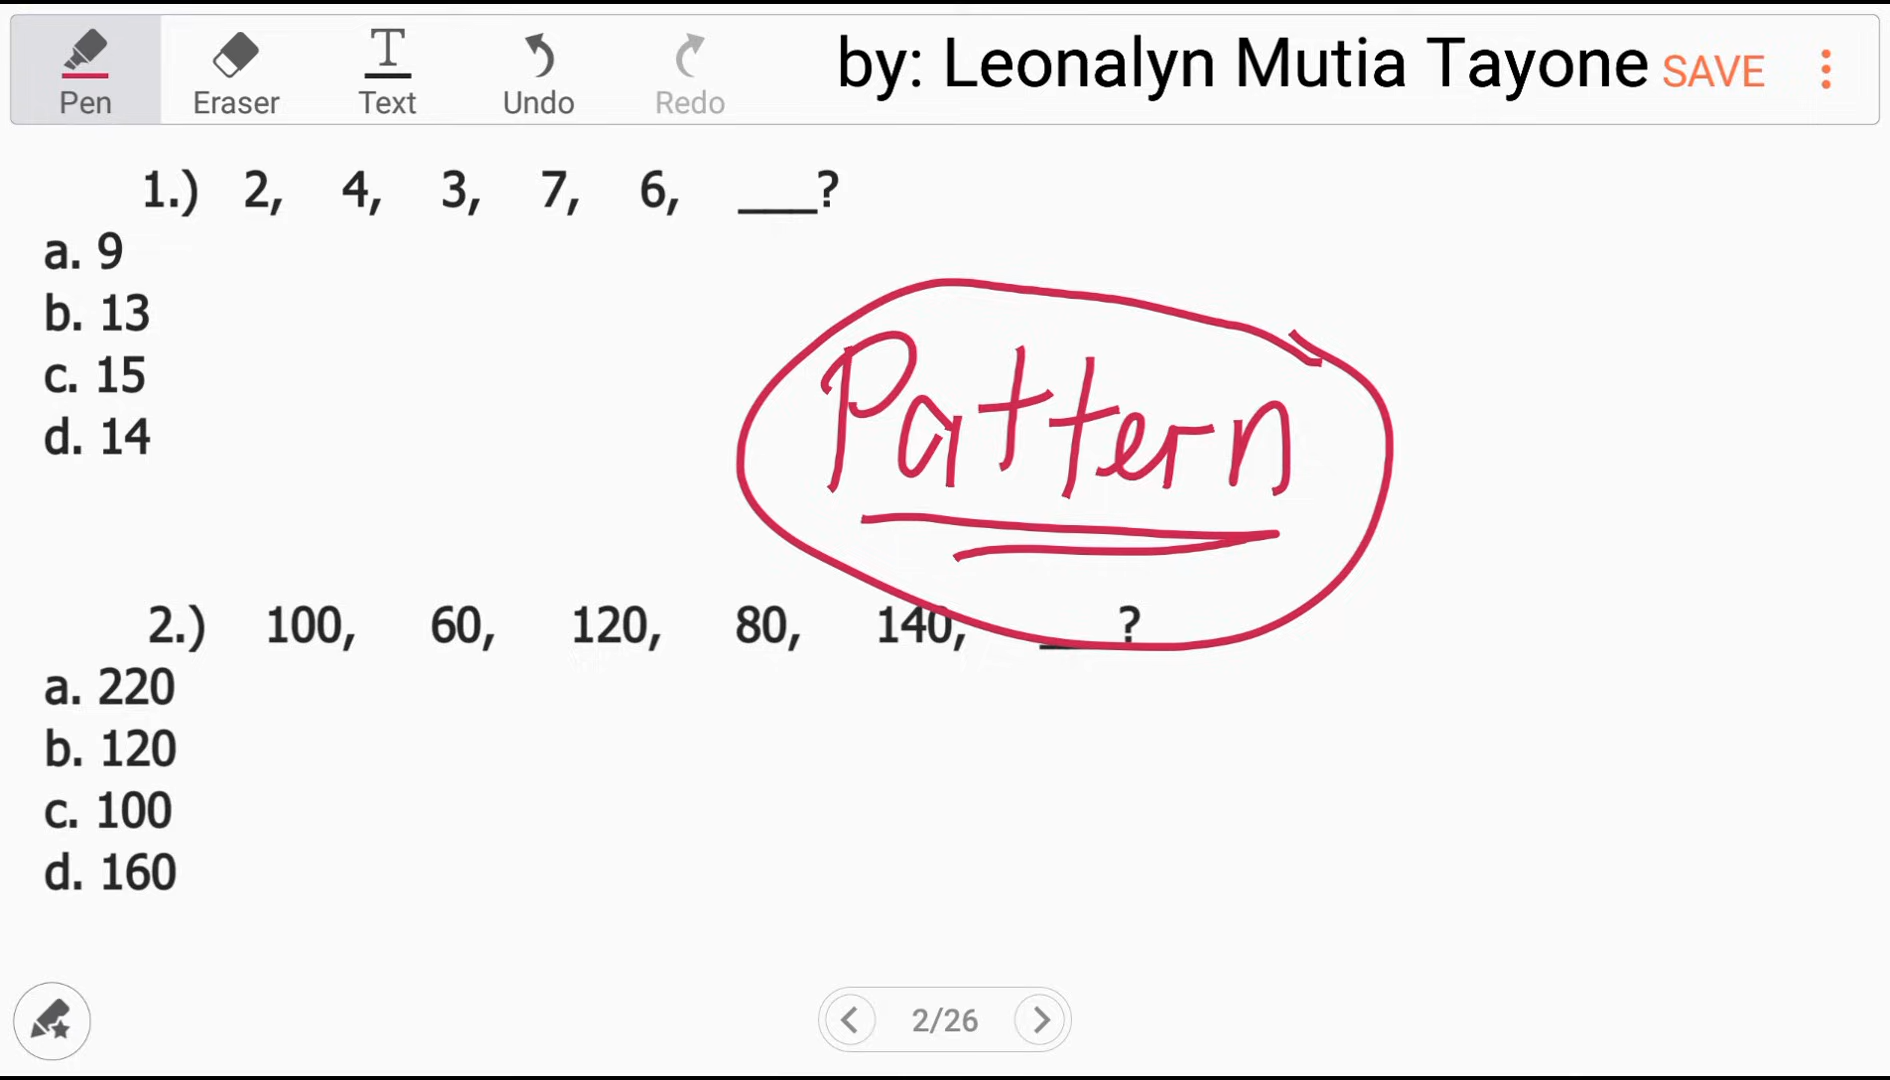 Pen Eraser Text Undo Redo by: Leonalyn Mutia Tayone SAVE
1.) 2, 4, 3, 7, 6, ___?
a. 9
b. 13
c. 15
d. 14
Pattern
2.) 100, 60, 120, 80, 140, ___?
a. 220
b. 120
c. 100
d. 160
2/26